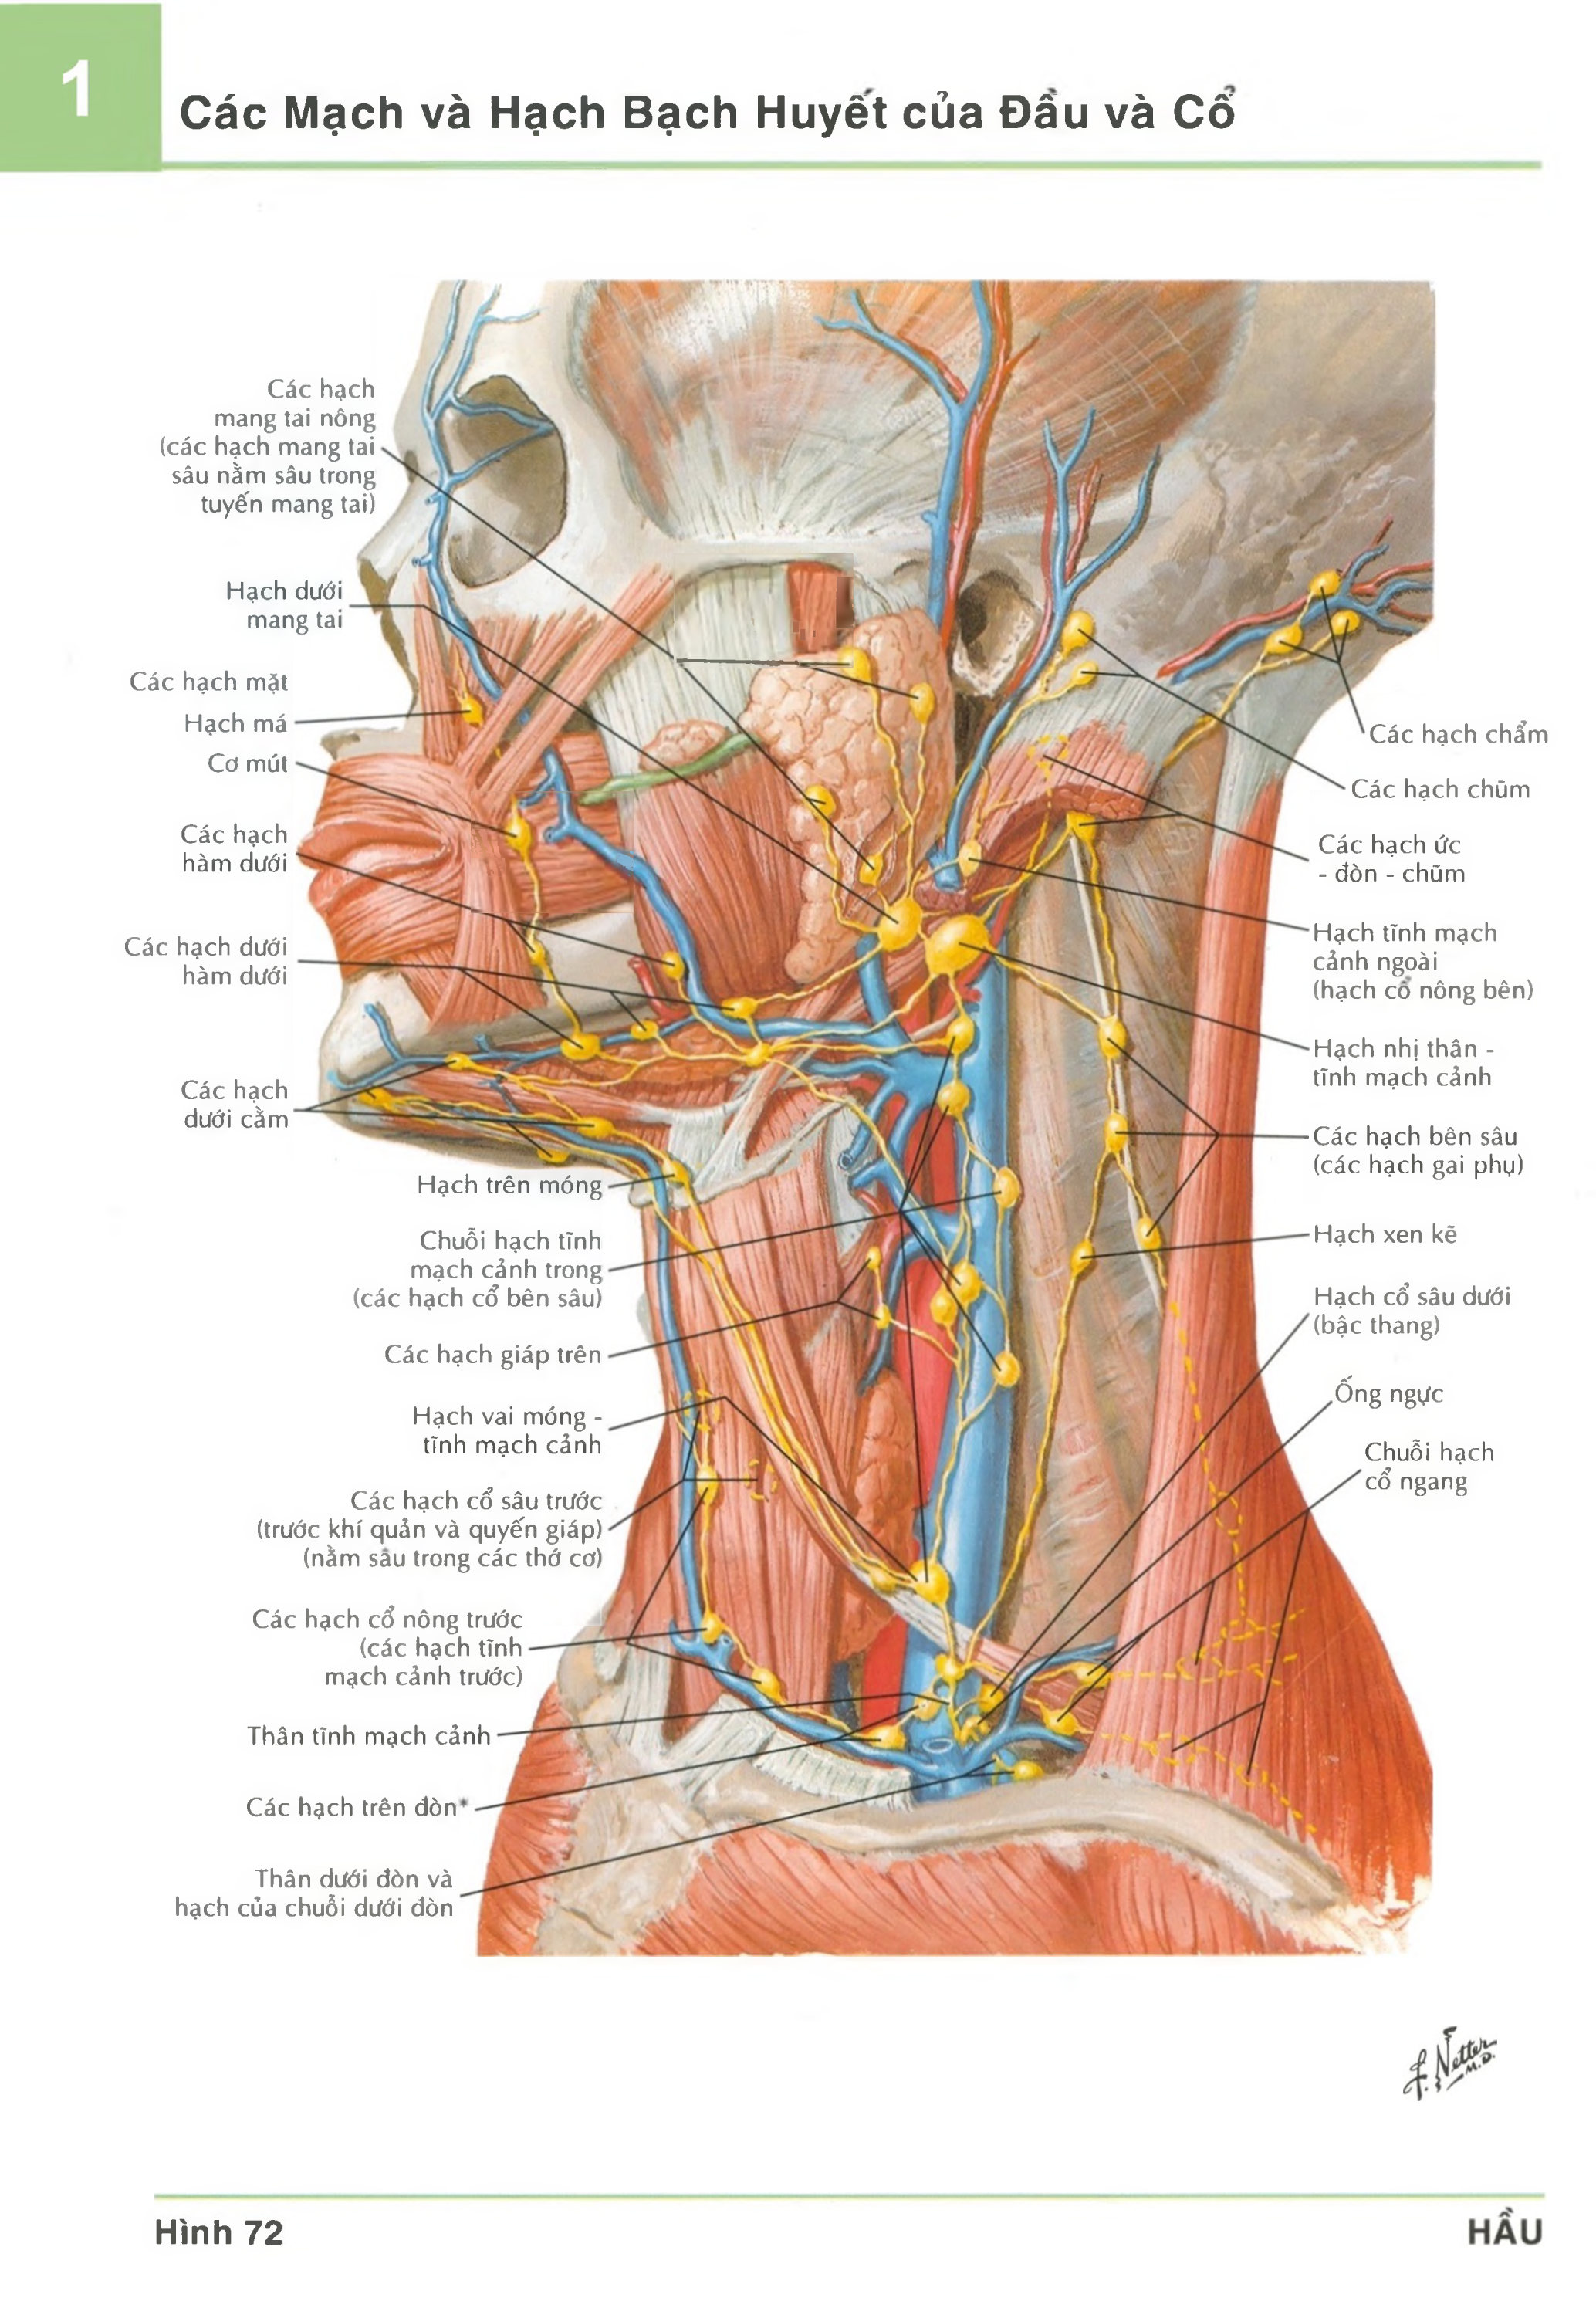 1
Các Mạch và Hạch Bạch Huyết của Đầu và Cổ
Các hạch
mang tai nông
(các hạch mang tai
sâu nằm sâu trong
tuyến mang tai)
Hạch dưới
mang tai
Các hạch mặt
Hạch má
Cơ mút
Các hạch
hàm dưới
Các hạch dưới
hàm dưới
Các hạch
dưới cằm
Hạch trên móng
Chuỗi hạch tĩnh
mạch cảnh trong
(các hạch cổ bên sâu)
Các hạch giáp trên
Hạch vai móng -
tĩnh mạch cảnh
Các hạch cổ sâu trước
(trước khí quản và quyến giáp)
(nằm sâu trong các thớ cơ)
Các hạch cổ nông trước
(các hạch tĩnh
mạch cảnh trước)
Thân tĩnh mạch cảnh
Các hạch trên đòn*
Thân dưới đòn và
hạch của chuỗi dưới đòn
Các hạch chẩm
Các hạch chũm
Các hạch ức
- đòn - chũm
Hạch tĩnh mạch
cảnh ngoài
(hạch cổ nông bên)
Hạch nhị thân -
tĩnh mạch cảnh
Các hạch bên sâu
(các hạch gai phụ)
Hạch xen kẽ
Hạch cổ sâu dưới
(bậc thang)
Ống ngực
Chuỗi hạch
cổ ngang
F. Netter
M.D.
Hình 72
HẦU